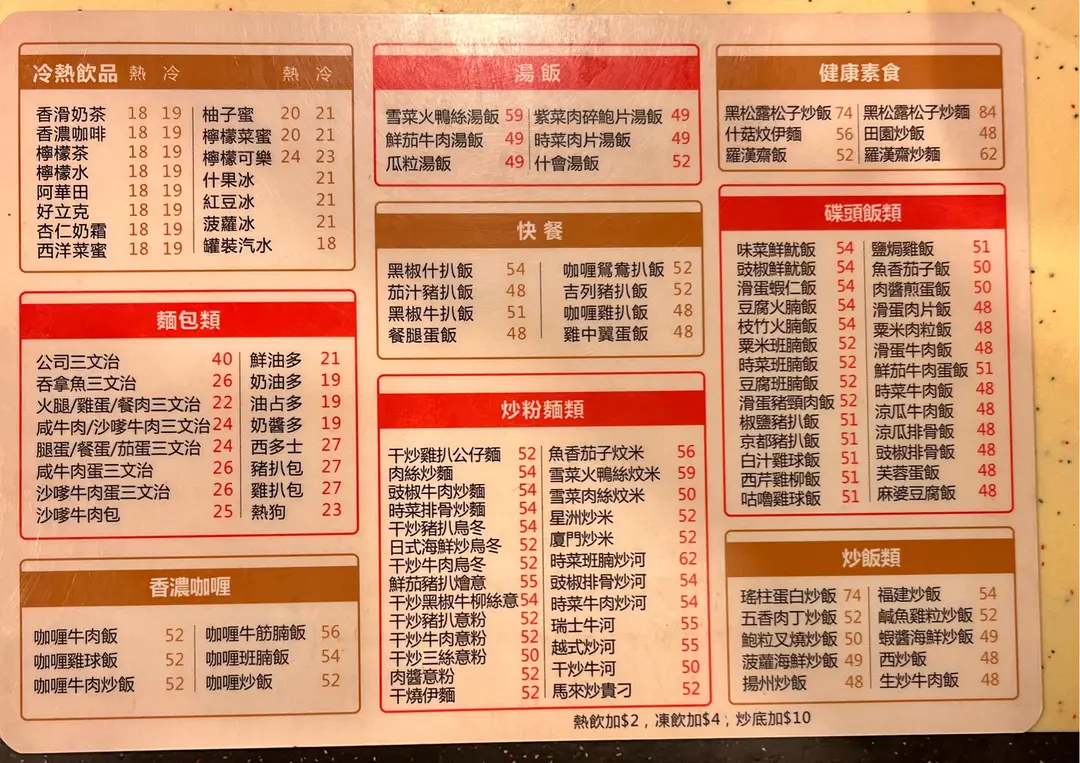 冷熱飲品 熱 冷 熱 冷
香滑奶茶 18 19
香濃咖啡 18 19
檸檬茶 18 19
檸檬水 18 19
阿華田 18 19
好立克 18 19
杏仁奶霜 18 19
西洋菜蜜 18 19
柚子蜜 20 21
檸檬菜蜜 20 21
檸檬可樂 24 23
什果冰 21
紅豆冰 21
菠蘿冰 21
罐裝汽水 18
麵包類
公司三文治 40
吞拿魚三文治 26
火腿/雞蛋/餐肉三文治 22
咸牛肉/沙嗲牛肉三文治 24
腿蛋/餐蛋/茄蛋三文治 24
咸牛肉蛋三文治 26
沙嗲牛肉蛋三文治 26
沙嗲牛肉包 25
鮮油多 21
奶油多 19
油占多 19
奶醬多 19
西多士 27
豬扒包 27
雞扒包 27
熱狗 23
香濃咖喱
咖喱牛肉飯 52
咖喱雞球飯 52
咖喱牛肉炒飯 52
咖喱牛筋腩飯 56
咖喱班腩飯 54
咖喱炒飯 52
湯飯
雪菜火鴨絲湯飯 59
鮮茄牛肉湯飯 49
瓜粒湯飯 49
紫菜肉碎鮑片湯飯 49
時菜肉片湯飯 49
什會湯飯 52
快餐
黑椒什扒飯 54
茄汁豬扒飯 48
黑椒牛扒飯 51
餐腿蛋飯 48
咖喱鴛鴦扒飯 52
吉列豬扒飯 52
咖喱雞扒飯 48
雞中翼蛋飯 48
炒粉麵類
干炒雞扒公仔麵 52
肉絲炒麵 54
豉椒牛肉炒麵 54
時菜排骨炒麵 54
干炒豬扒烏冬 54
日式海鮮炒烏冬 52
干炒牛肉烏冬 52
鮮茄豬扒燴意 55
干炒黑椒牛柳絲意 54
干炒豬扒意粉 52
干炒牛肉意粉 52
干炒三絲意粉 50
肉醬意粉 52
干燒伊麵 52
魚香茄子炆米 56
雪菜火鴨絲炆米 59
雪菜肉絲炆米 50
星洲炒米 52
廈門炒米 52
時菜班腩炒河 62
豉椒排骨炒河 54
時菜牛肉炒河 54
瑞士牛河 55
越式炒河 55
干炒牛河 50
馬來炒貴刁 52
健康素食
黑松露松子炒飯 74
什菇炆伊麵 56
羅漢齋飯 52
黑松露松子炒麵 84
田園炒飯 48
羅漢齋炒麵 62
碟頭飯類
味菜鮮魷飯 54
豉椒鮮魷飯 54
滑蛋蝦仁飯 54
豆腐火腩飯 54
枝竹火腩飯 54
粟米班腩飯 52
時菜班腩飯 52
豆腐班腩飯 52
滑蛋豬頸肉飯 52
椒鹽豬扒飯 51
京都豬扒飯 51
白汁雞球飯 51
西芹雞柳飯 51
咕嚕雞球飯 51
鹽焗雞飯 51
魚香茄子飯 50
肉醬煎蛋飯 50
滑蛋肉片飯 48
粟米肉粒飯 48
滑蛋牛肉飯 48
鮮茄牛肉蛋飯 51
時菜牛肉飯 48
涼瓜牛肉飯 48
涼瓜排骨飯 48
豉椒排骨飯 48
芙蓉蛋飯 48
麻婆豆腐飯 48
炒飯類
瑤柱蛋白炒飯 74
五香肉丁炒飯 52
鮑粒叉燒炒飯 50
菠蘿海鮮炒飯 49
揚州炒飯 48
福建炒飯 54
鹹魚雞粒炒飯 52
蝦醬海鮮炒飯 49
西炒飯 48
生炒牛肉飯 48
熱飲加$2，凍飲加$4，炒底加$10